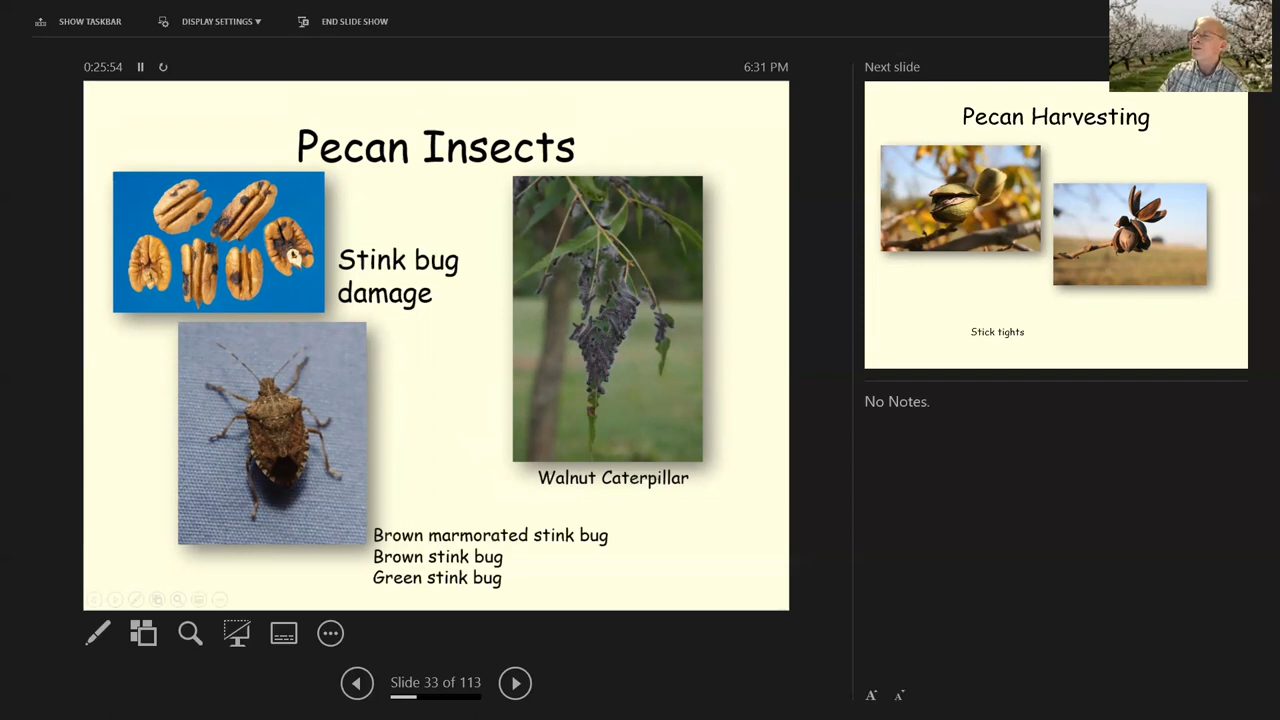 SHOW TASKBAR
DISPLAY SETTINGS
END SLIDE SHOW
0:25:54
6:31 PM
Pecan Insects
Stink bug
damage
Walnut Caterpillar
Brown marmorated stink bug
Brown stink bug
Green stink bug
Slide 33 of 113
Next slide
Pecan Harvesting
Stick tights
No Notes.
A A